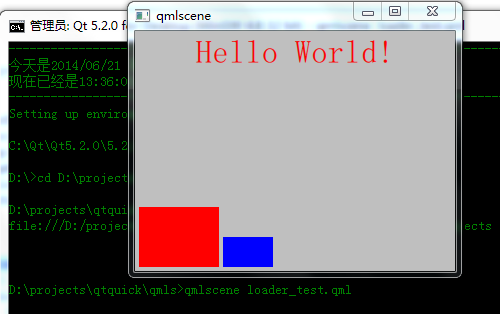 管理员: Qt 5.2.0 f
qmlscene
Hello World!
今天是2014/06/21
现在已经是13:36:0
Setting up enviro
C:\Qt\Qt5.2.0\5.2
D:\>cd D:\project
D:\projects\qtqui
file:///D:/projec ects
D:\projects\qtquick\qmls>qmlscene loader_test.qml